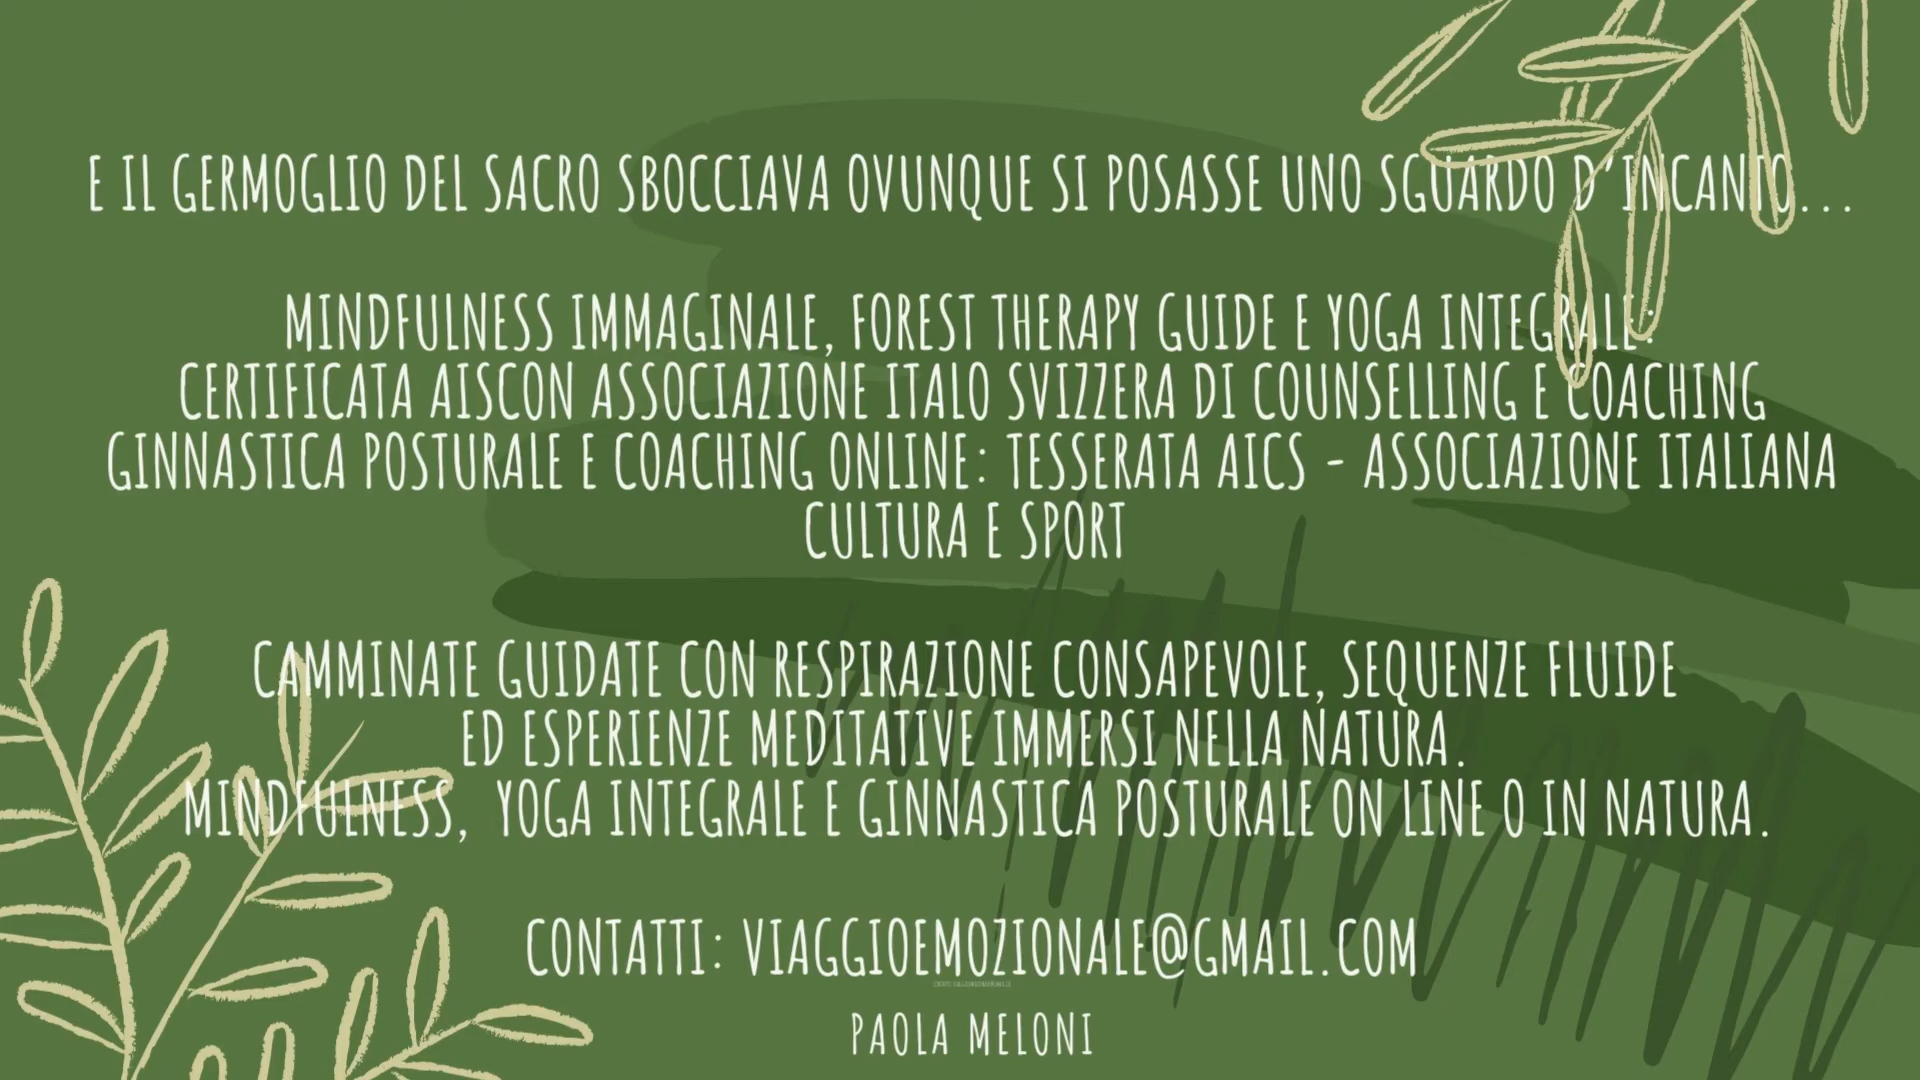 E IL GERMOGLIO DEL SACRO SBOCCIAVA OVUNQUE SI POSASSE UNO SGUARDO D'INCANTO...
MINDFULNESS IMMAGINALE, FOREST THERAPY GUIDE E YOGA INTEGRALE:
CERTIFICATA AISCON ASSOCIAZIONE ITALO SVIZZERA DI COUNSELLING E COACHING
GINNASTICA POSTURALE E COACHING ONLINE: TESSERATA AICS - ASSOCIAZIONE ITALIANA
CULTURA E SPORT
CAMMINATE GUIDATE CON RESPIRAZIONE CONSAPEVOLE, SEQUENZE FLUIDE
ED ESPERIENZE MEDITATIVE IMMERSI NELLA NATURA.
MINDFULNESS, YOGA INTEGRALE E GINNASTICA POSTURALE ON LINE O IN NATURA.
CONTATTI: VIAGGIOEMOZIONALE@GMAIL.COM
PAOLA MELONI